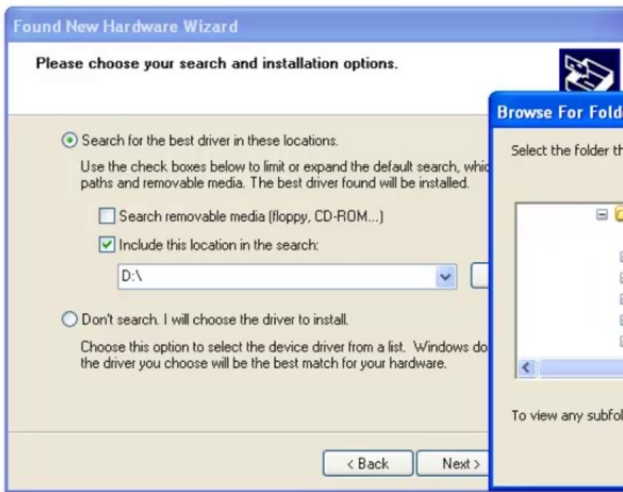 Found New Hardware Wizard
Please choose your search and installation options.
Browse For Folde
Select the folder th
Search for the best driver in these locations.
Use the check boxes below to limit or expand the default search, whic
paths and removable media. The best driver found will be installed.
Search removable media (floppy, CD-ROM...)
Include this location in the search:
D:\
Don't search. I will choose the driver to install.
Choose this option to select the device driver from a list. Windows do
the driver you choose will be the best match for your hardware.
To view any subfol
< Back
Next >